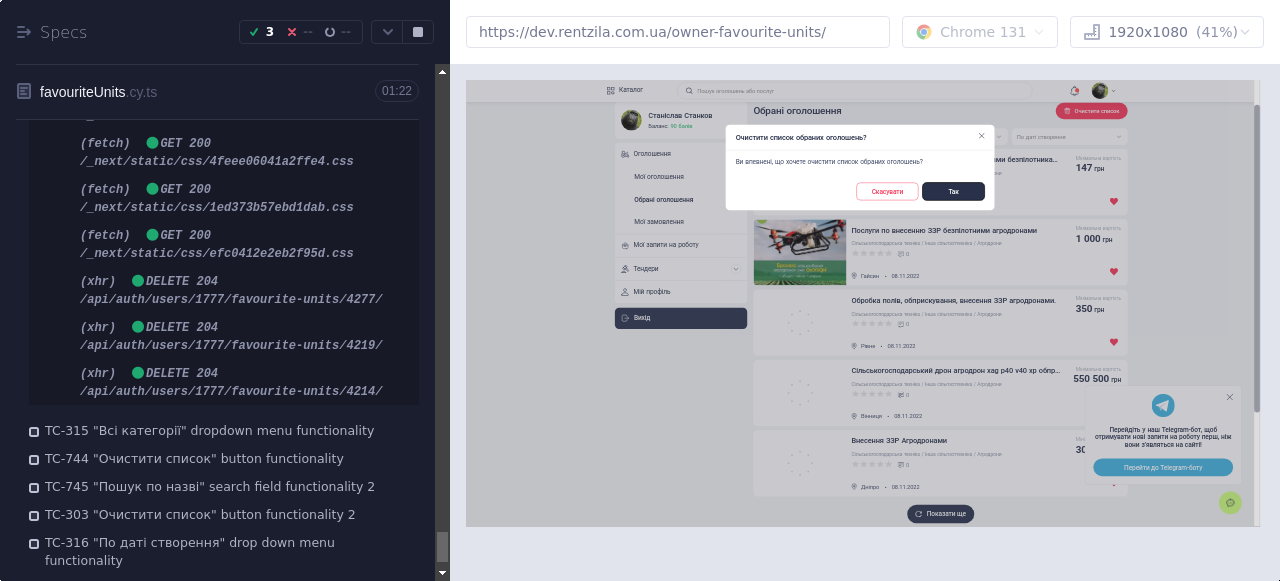 Specs
3
--
--
favouriteUnits.cy.ts
01:22
(fetch) GET 200
/_next/static/css/4feee06041a2ffe4.css
(fetch) GET 200
/_next/static/css/1ed373b57ebd1dab.css
(fetch) GET 200
/_next/static/css/efc0412e2eb2f95d.css
(xhr) DELETE 204
/api/auth/users/1777/favourite-units/4277/
(xhr) DELETE 204
/api/auth/users/1777/favourite-units/4219/
(xhr) DELETE 204
/api/auth/users/1777/favourite-units/4214/
TC-315 "Всі категорії" dropdown menu functionality
TC-744 "Очистити список" button functionality
TC-745 "Пошук по назві" search field functionality 2
TC-303 "Очистити список" button functionality 2
TC-316 "По даті створення" drop down menu
functionality
https://dev.rentzila.com.ua/owner-favourite-units/
Chrome 131
1920x1080 (41%)
Каталог
Пошук оголошень або послуг
Станіслав Станков
Баланс: 90 балів
Оголошення
Мої оголошення
Обрані оголошення
Мої замовлення
Мої запити на роботу
Тендери
Мій профіль
Вихід
Обрані оголошення
Очистити список
По даті створення
Очистити список обраних оголошень?
Ви впевнені, що хочете очистити список обраних оголошень?
Скасувати
Так
ми безпілотника...
Мінімальна вартість
147 грн
Послуги по внесенню ЗЗР безпілотними агродронами
Сільськогосподарська техніка / Інша сільгosптехніка / Агродрони
0
Гайсин • 08.11.2022
Мінімальна вартість
1 000 грн
Обробка полів, обприскування, внесення ЗЗР агродронами.
Сільськогосподарська техніка / Інша сільгосптехніка / Агродрони
0
Рівне • 08.11.2022
Мінімальна вартість
350 грн
Сільськогосподарський дрон агродрон xag p40 v40 xp обпр...
Сільськогосподарська техніка / Інша сільгосптехніка / Агродрони
0
Вінниця • 08.11.2022
Мінімальна вартість
550 500 грн
Внесення ЗЗР Агродронами
Сільськогосподарська техніка / Інша сільгосптехніка / Агродрони
0
Дніпро • 08.11.2022
Показати ще
Перейдіть у наш Telegram-бот, щоб
отримувати нові запити на роботу перш, ніж
вони з'являться на сайті!
Перейти до Telegram-боту